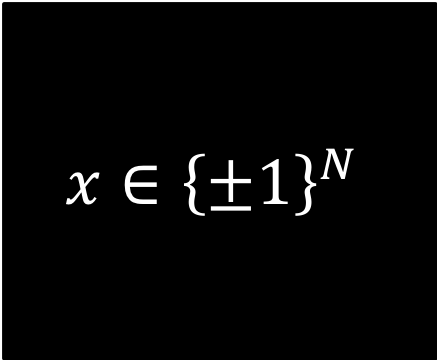 x ∈ {±1}^N